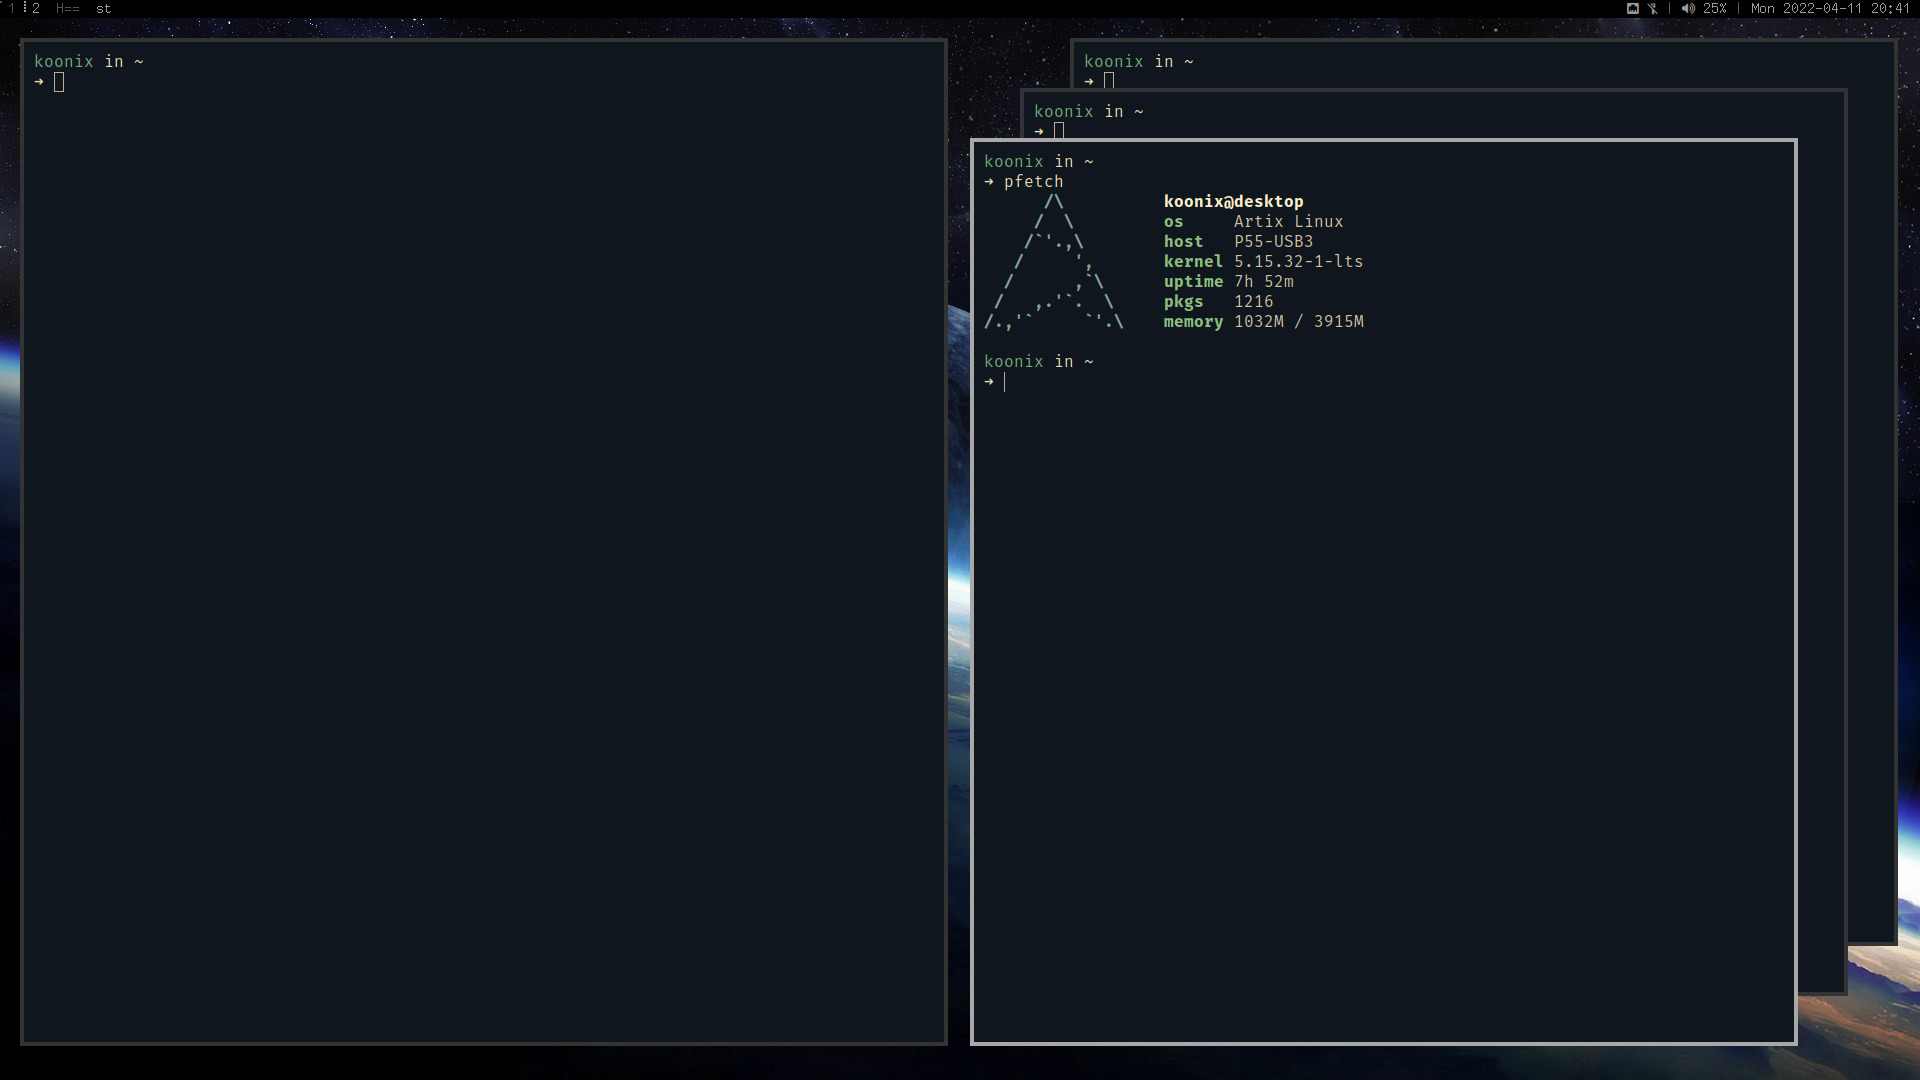 1 ⁞ 2 H== st
25% | Mon 2022-04-11 20:41
koonix in ~
➜
koonix in ~
➜
koonix in ~
➜
koonix in ~
➜ pfetch
koonix@desktop
os Artix Linux
host P55-USB3
kernel 5.15.32-1-lts
uptime 7h 52m
pkgs 1216
memory 1032M / 3915M
koonix in ~
➜